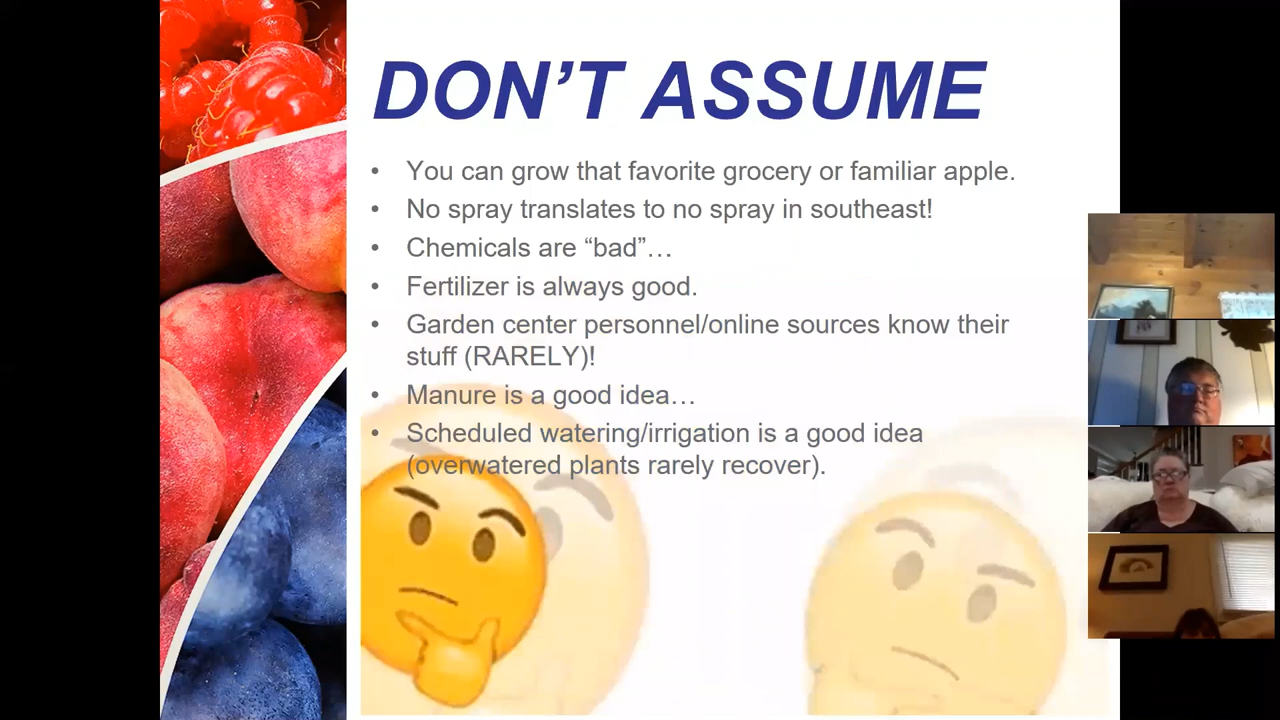 DON’T ASSUME
• You can grow that favorite grocery or familiar apple.
• No spray translates to no spray in southeast!
• Chemicals are “bad”…
• Fertilizer is always good.
• Garden center personnel/online sources know their
stuff (RARELY)!
• Manure is a good idea…
• Scheduled watering/irrigation is a good idea
(overwatered plants rarely recover).